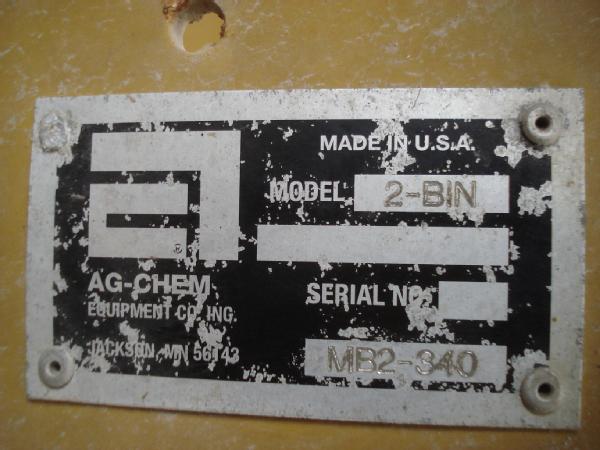 MADE IN U.S.A.
MODEL 2-BIN
®
AG-CHEM
EQUIPMENT CO. INC.
JACKSON, MN 56143
SERIAL NO.
MB2-340